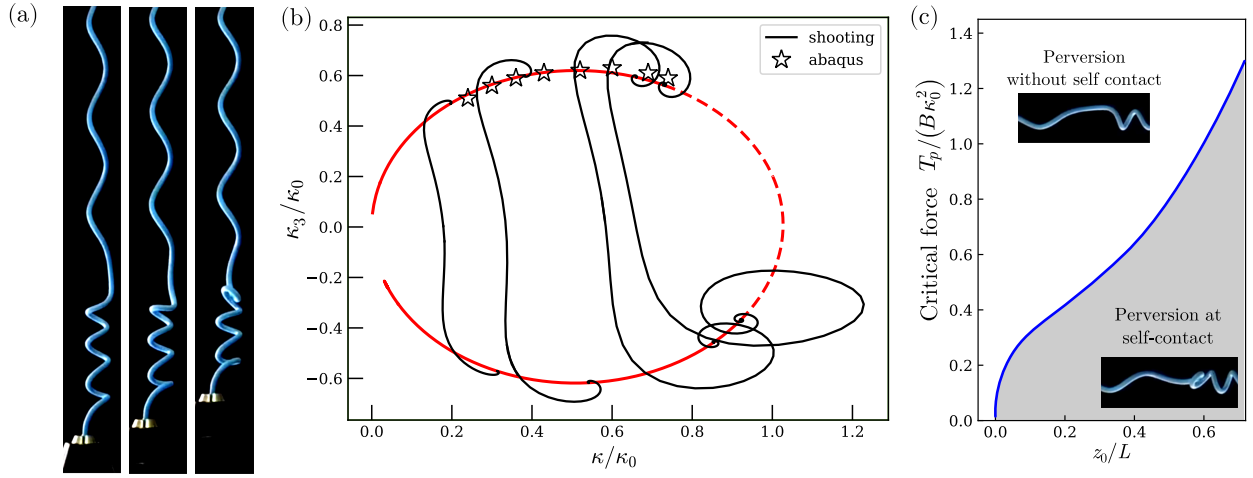 (a)
(b)
0.8
0.6
0.4
0.2
0.0
−0.2
−0.4
−0.6
κ₃/κ₀
0.0
0.2
0.4
0.6
0.8
1.0
1.2
κ/κ₀
shooting
abaqus
(c)
1.4
1.2
1.0
0.8
0.6
0.4
0.2
0.0
Critical force T_p/(Bκ₀²)
0.0
0.2
0.4
0.6
z₀/L
Perversion
without self contact
Perversion at
self-contact